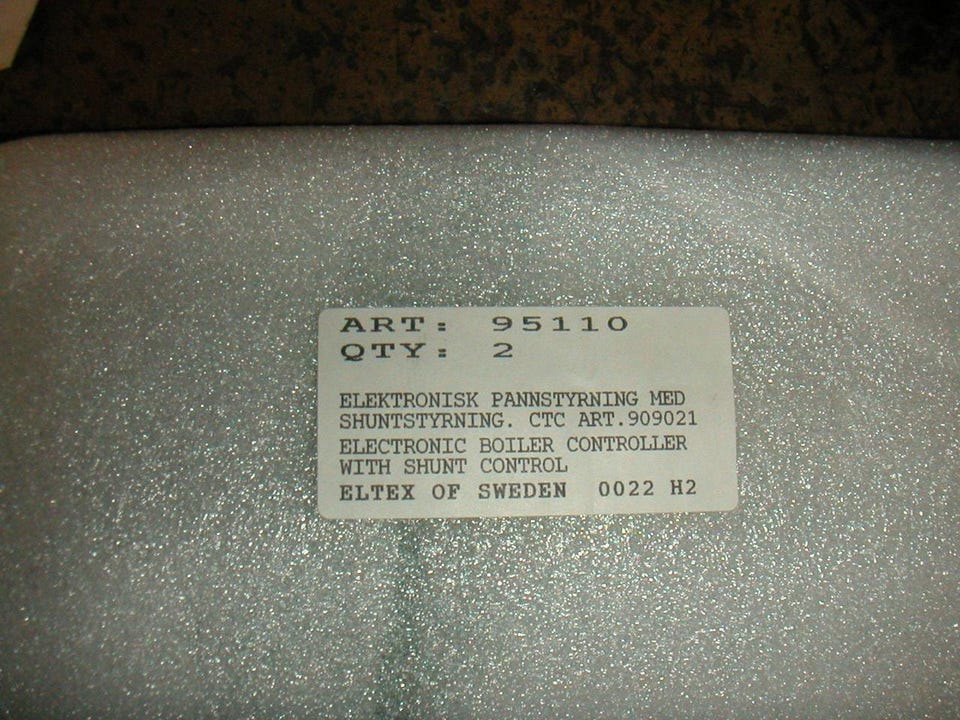 ART: 95110
QTY: 2
ELEKTRONISK PANNSTYRNING MED
SHUNTSTYRNING. CTC ART.909021
ELECTRONIC BOILER CONTROLLER
WITH SHUNT CONTROL
ELTEX OF SWEDEN 0022 H2